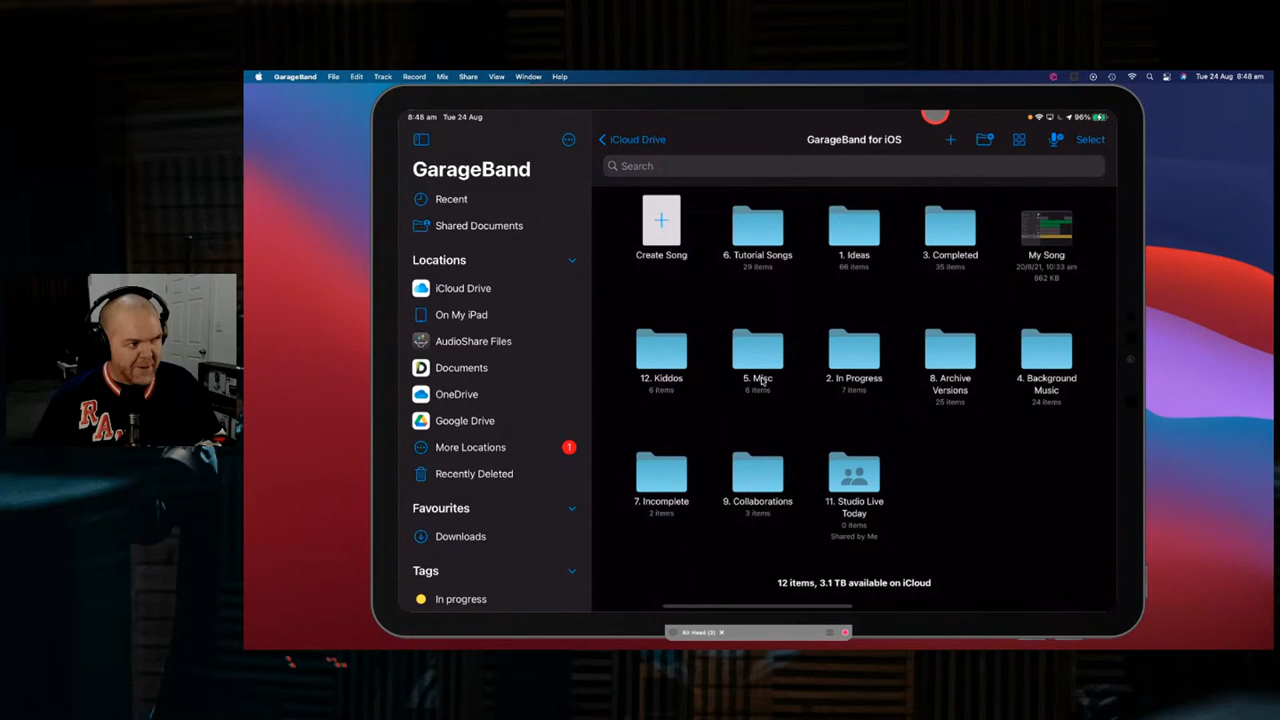 GarageBand File Edit Track Record Mix Share View Window Help
Tue 24 Aug 8:48 am
8:48 am Tue 24 Aug
96%
GarageBand
Recent
Shared Documents
Locations
iCloud Drive
On My iPad
AudioShare Files
Documents
OneDrive
Google Drive
More Locations 1
Recently Deleted
Favourites
Downloads
Tags
In progress
iCloud Drive
GarageBand for iOS
Select
Search
Create Song
6. Tutorial Songs
29 items
1. Ideas
66 items
3. Completed
35 items
My Song
20/8/21, 10:33 am
862 KB
12. Kiddos
6 items
5. Misc
6 items
2. In Progress
7 items
8. Archive
Versions
25 items
4. Background
Music
24 items
7. Incomplete
2 items
9. Collaborations
3 items
11. Studio Live
Today
0 items
Shared by Me
12 items, 3.1 TB available on iCloud
Air Head (3)
RA